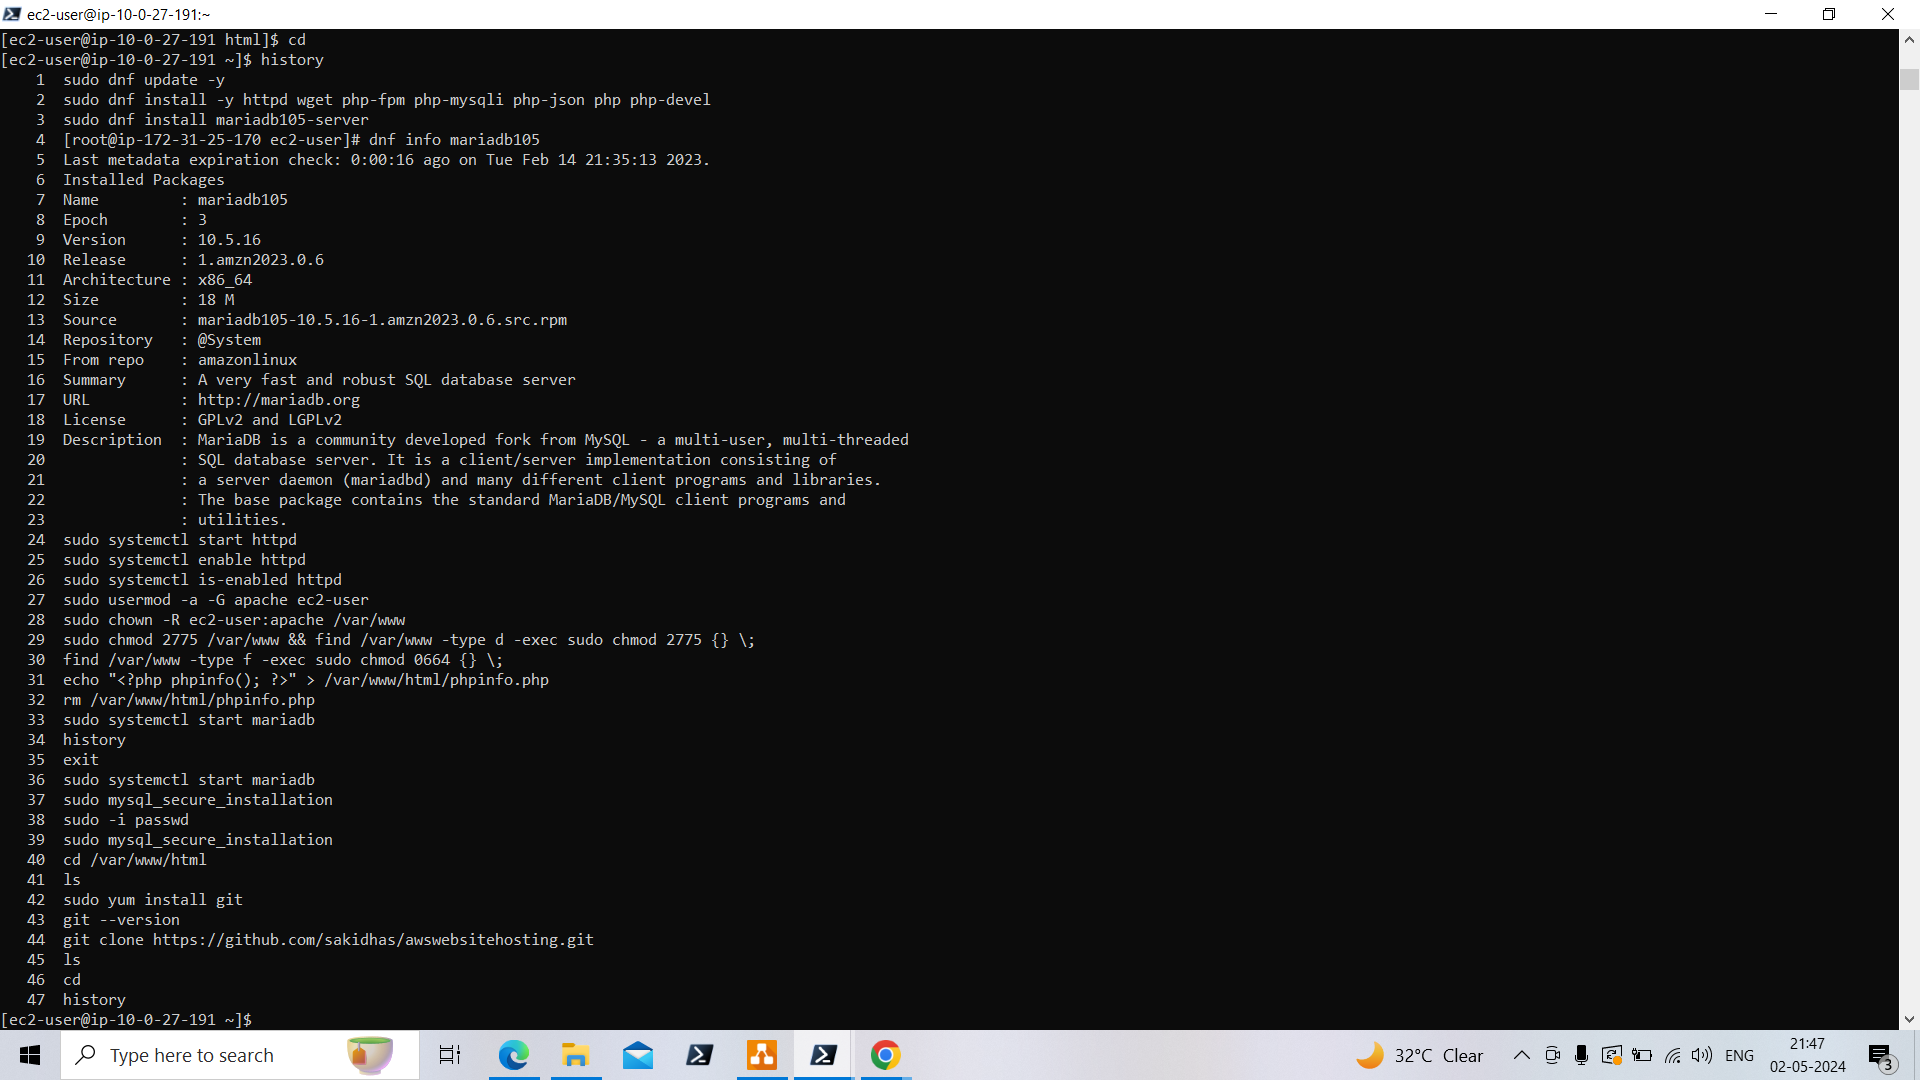 ec2-user@ip-10-0-27-191:~
[ec2-user@ip-10-0-27-191 html]$ cd
[ec2-user@ip-10-0-27-191 ~]$ history
    1  sudo dnf update -y
    2  sudo dnf install -y httpd wget php-fpm php-mysqli php-json php php-devel
    3  sudo dnf install mariadb105-server
    4  [root@ip-172-31-25-170 ec2-user]# dnf info mariadb105
    5  Last metadata expiration check: 0:00:16 ago on Tue Feb 14 21:35:13 2023.
    6  Installed Packages
    7  Name         : mariadb105
    8  Epoch        : 3
    9  Version      : 10.5.16
   10  Release      : 1.amzn2023.0.6
   11  Architecture : x86_64
   12  Size         : 18 M
   13  Source       : mariadb105-10.5.16-1.amzn2023.0.6.src.rpm
   14  Repository   : @System
   15  From repo    : amazonlinux
   16  Summary      : A very fast and robust SQL database server
   17  URL          : http://mariadb.org
   18  License      : GPLv2 and LGPLv2
   19  Description  : MariaDB is a community developed fork from MySQL - a multi-user, multi-threaded
   20               : SQL database server. It is a client/server implementation consisting of
   21               : a server daemon (mariadbd) and many different client programs and libraries.
   22               : The base package contains the standard MariaDB/MySQL client programs and
   23               : utilities.
   24  sudo systemctl start httpd
   25  sudo systemctl enable httpd
   26  sudo systemctl is-enabled httpd
   27  sudo usermod -a -G apache ec2-user
   28  sudo chown -R ec2-user:apache /var/www
   29  sudo chmod 2775 /var/www && find /var/www -type d -exec sudo chmod 2775 {} \;
   30  find /var/www -type f -exec sudo chmod 0664 {} \;
   31  echo "<?php phpinfo(); ?>" > /var/www/html/phpinfo.php
   32  rm /var/www/html/phpinfo.php
   33  sudo systemctl start mariadb
   34  history
   35  exit
   36  sudo systemctl start mariadb
   37  sudo mysql_secure_installation
   38  sudo -i passwd
   39  sudo mysql_secure_installation
   40  cd /var/www/html
   41  ls
   42  sudo yum install git
   43  git --version
   44  git clone https://github.com/sakidhas/awswebsitehosting.git
   45  ls
   46  cd
   47  history
[ec2-user@ip-10-0-27-191 ~]$
Type here to search
32°C Clear
ENG
21:47
02-05-2024
3